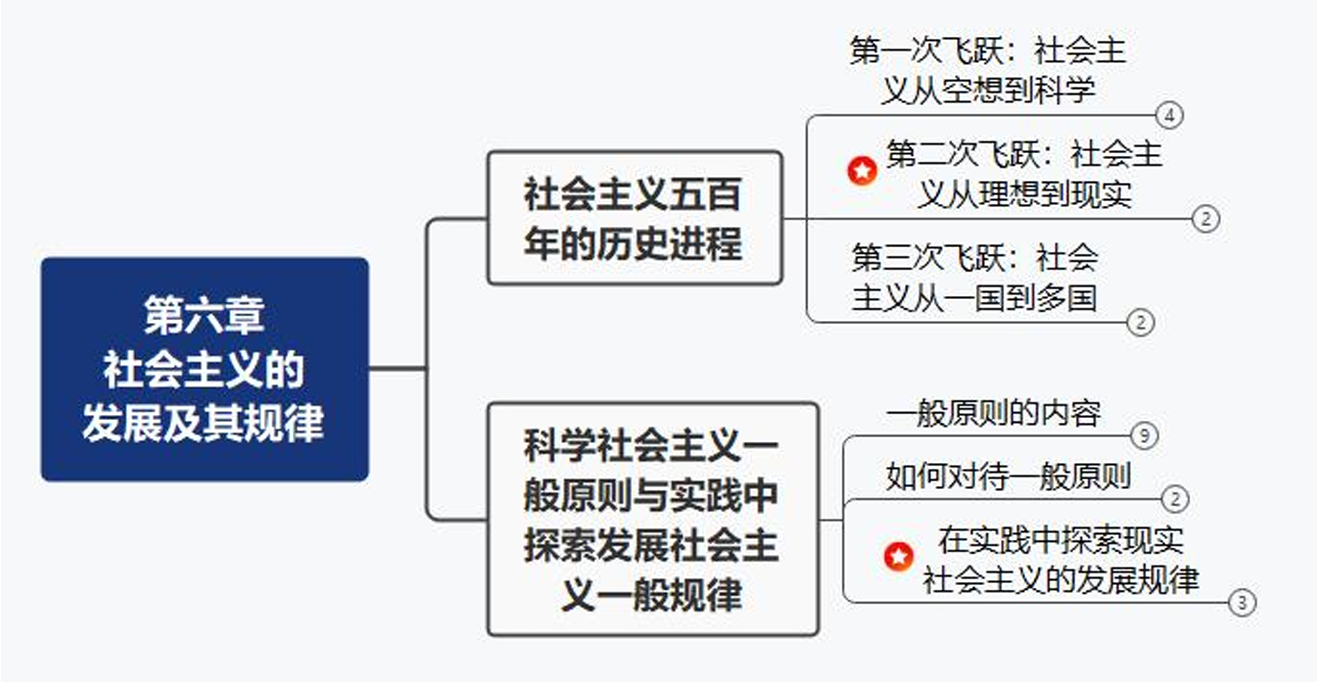 第六章
社会主义的
发展及其规律
社会主义五百
年的历史进程
第一次飞跃：社会主
义从空想到科学
4
第二次飞跃：社会主
义从理想到现实
2
第三次飞跃：社会
主义从一国到多国
2
科学社会主义一
般原则与实践中
探索发展社会主
义一般规律
一般原则的内容
9
如何对待一般原则
2
在实践中探索现实
社会主义的发展规律
3